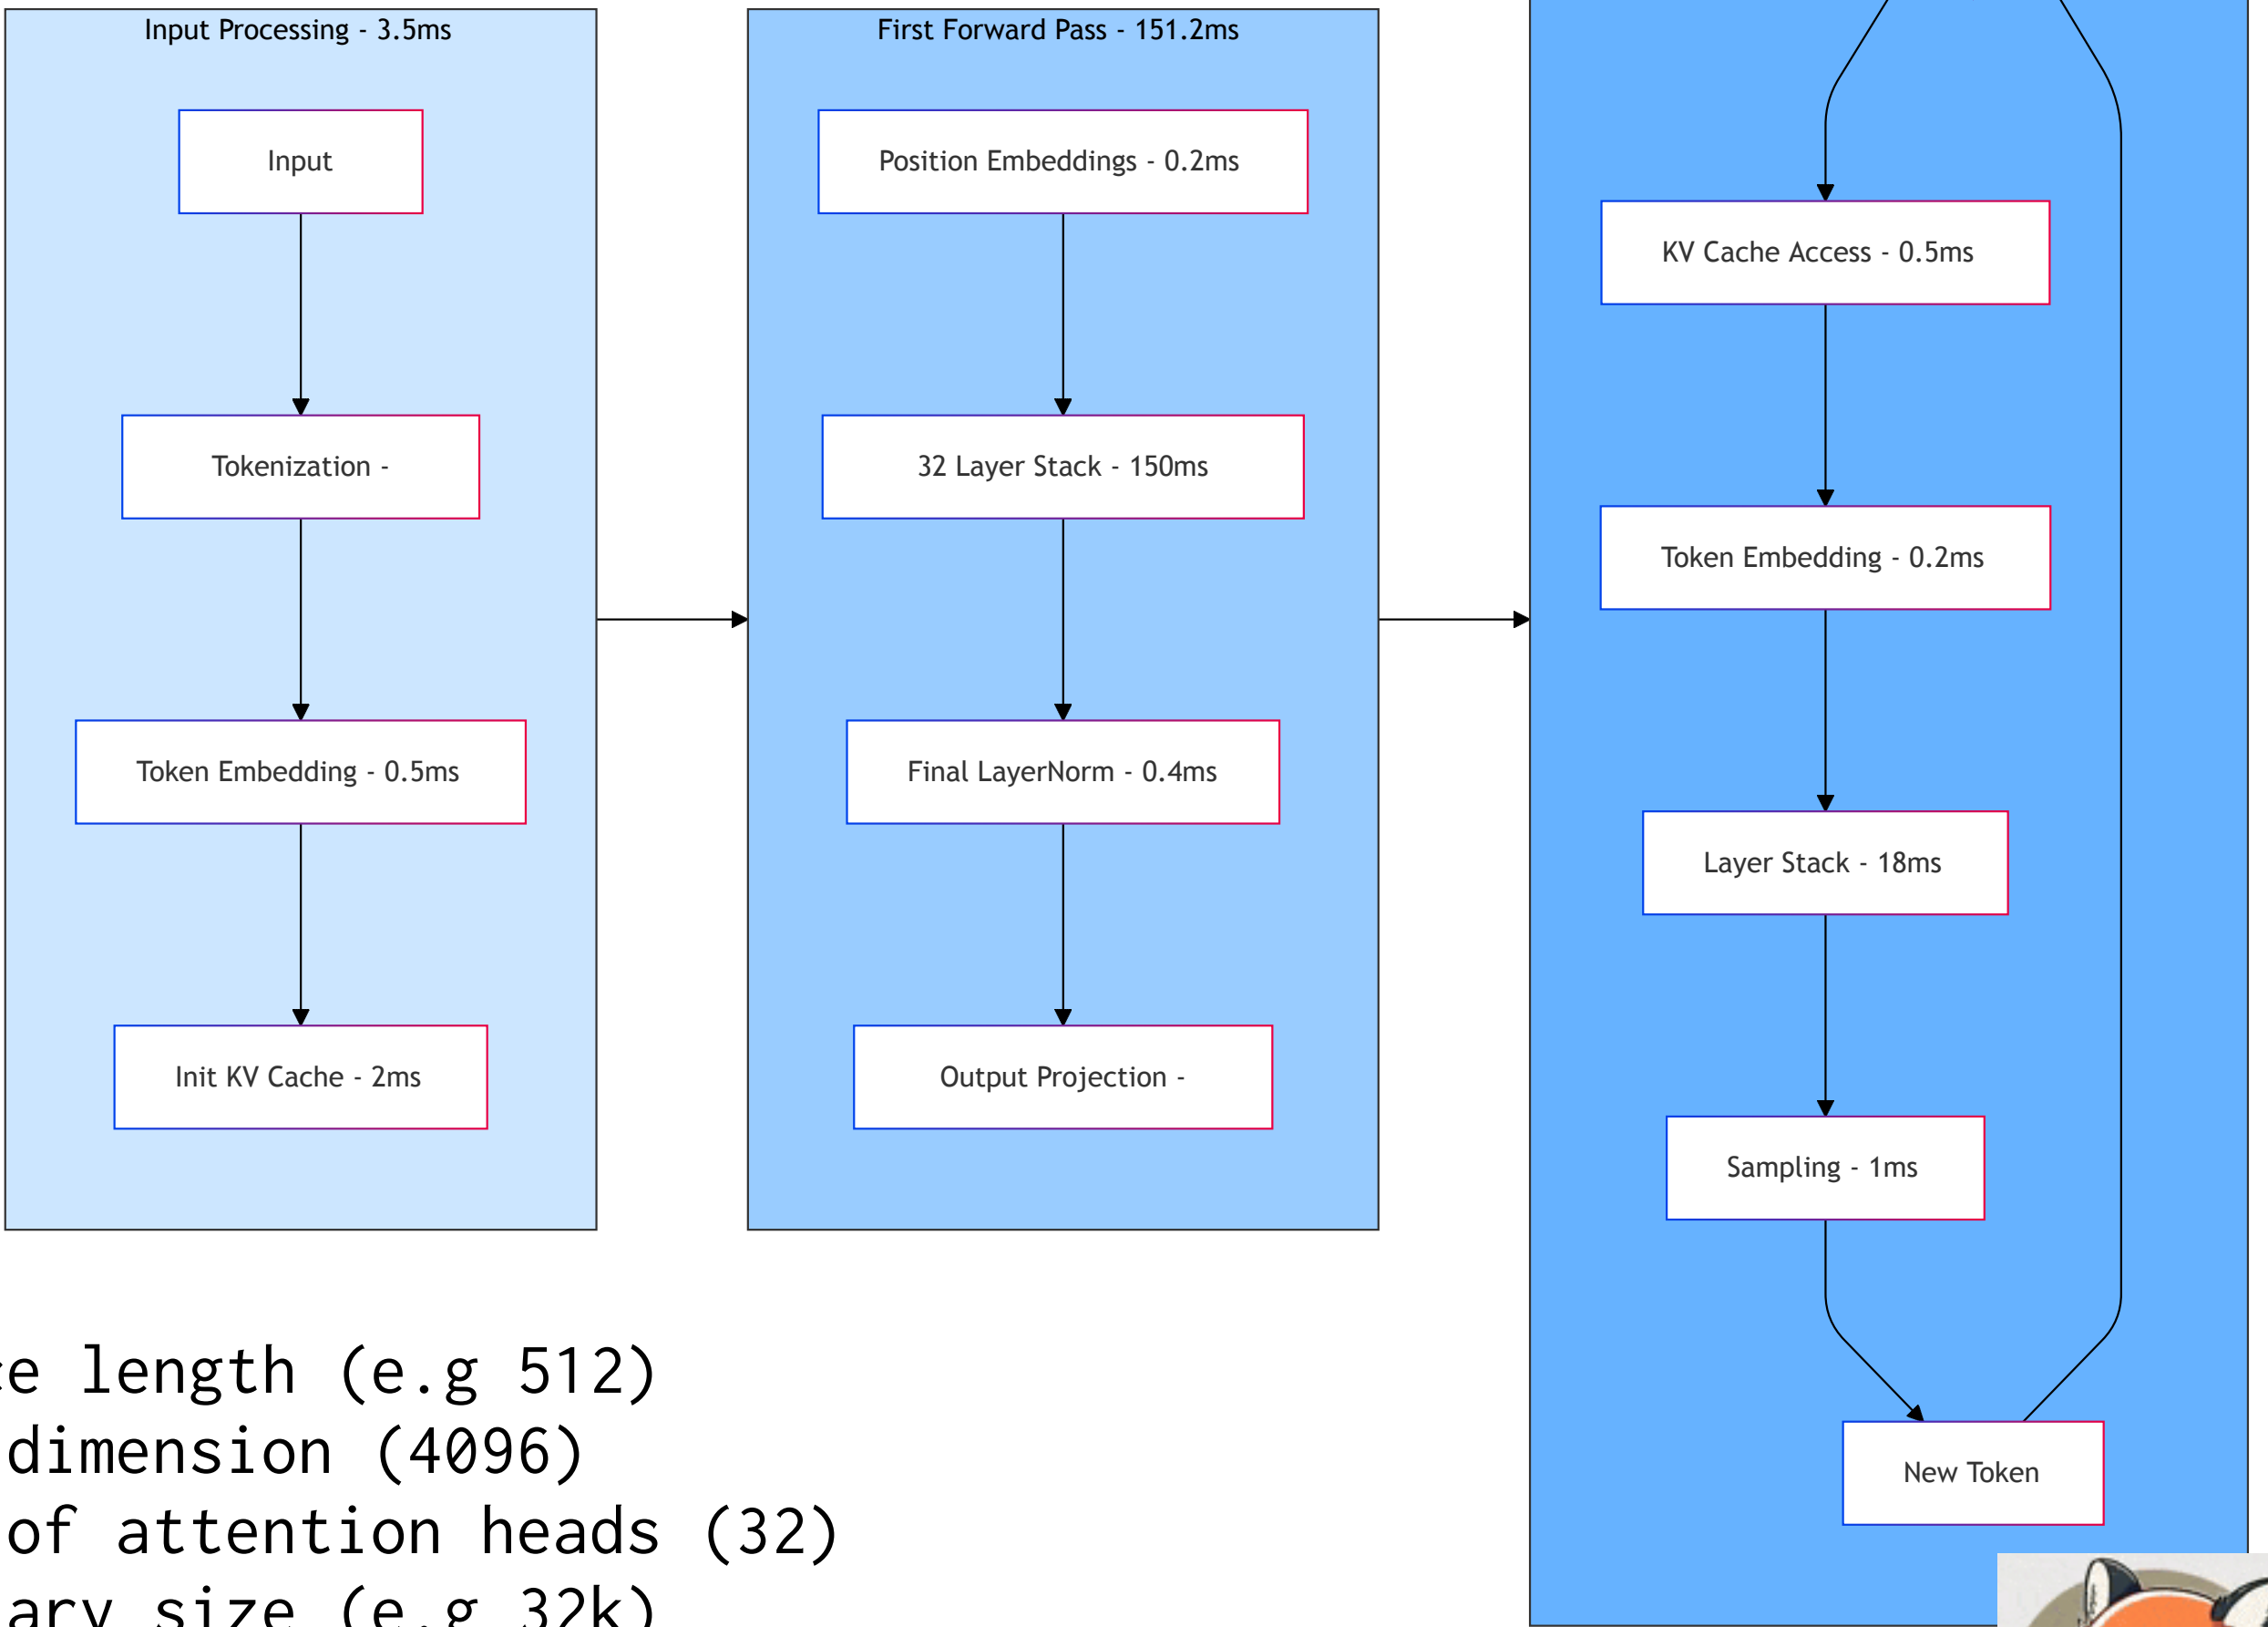 Input Processing - 3.5ms
Input
Tokenization -
Token Embedding - 0.5ms
Init KV Cache - 2ms
First Forward Pass - 151.2ms
Position Embeddings - 0.2ms
32 Layer Stack - 150ms
Final LayerNorm - 0.4ms
Output Projection -
KV Cache Access - 0.5ms
Token Embedding - 0.2ms
Layer Stack - 18ms
Sampling - 1ms
New Token
e length (e.g 512)
dimension (4096)
of attention heads (32)
ary size (e.g 32k)